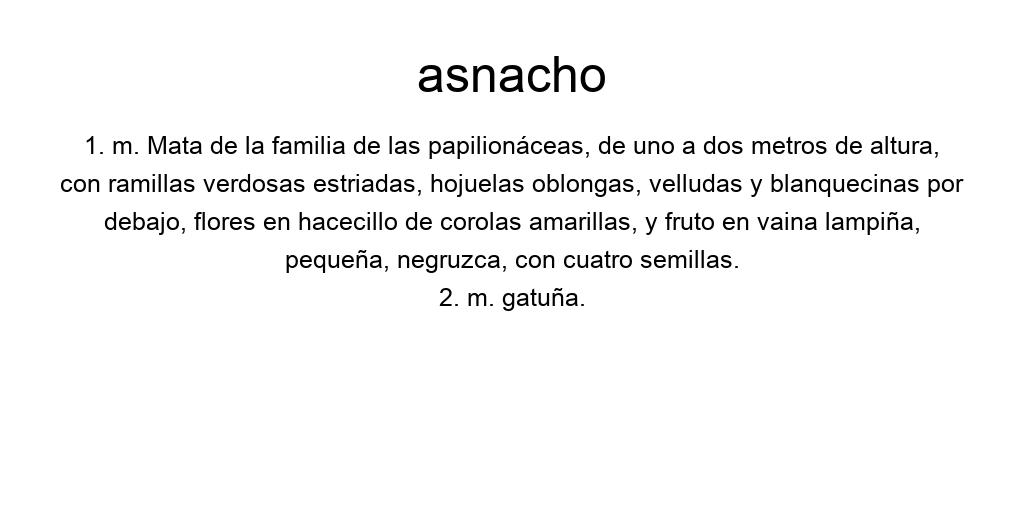 asnacho
1. m. Mata de la familia de las papilionáceas, de uno a dos metros de altura,
con ramillas verdosas estriadas, hojuelas oblongas, velludas y blanquecinas por
debajo, flores en hacecillo de corolas amarillas, y fruto en vaina lampiña,
pequeña, negruzca, con cuatro semillas.
2. m. gatuña.